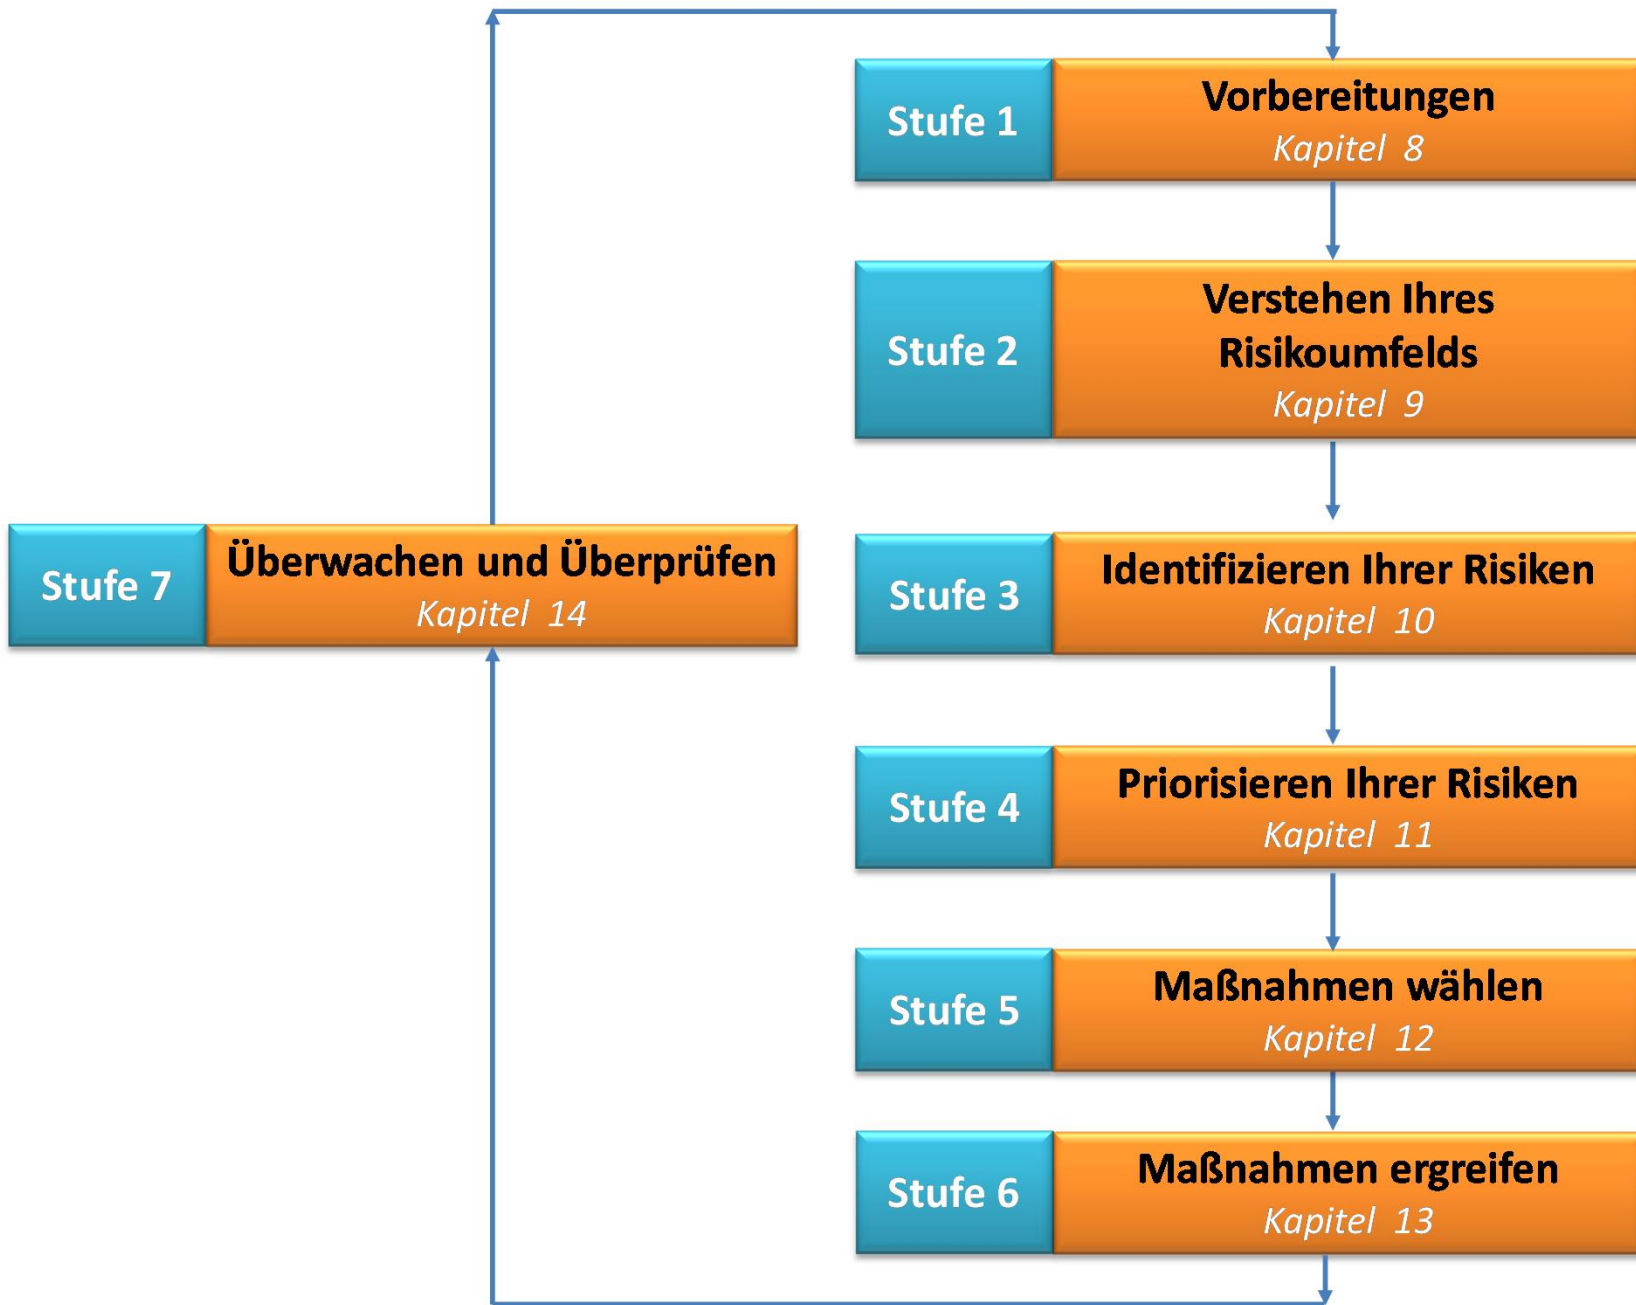 Stufe 1
Vorbereitungen
Kapitel 8
Stufe 2
Verstehen Ihres
Risikoumfelds
Kapitel 9
Stufe 3
Identifizieren Ihrer Risiken
Kapitel 10
Stufe 4
Priorisieren Ihrer Risiken
Kapitel 11
Stufe 5
Maßnahmen wählen
Kapitel 12
Stufe 6
Maßnahmen ergreifen
Kapitel 13
Stufe 7
Überwachen und Überprüfen
Kapitel 14